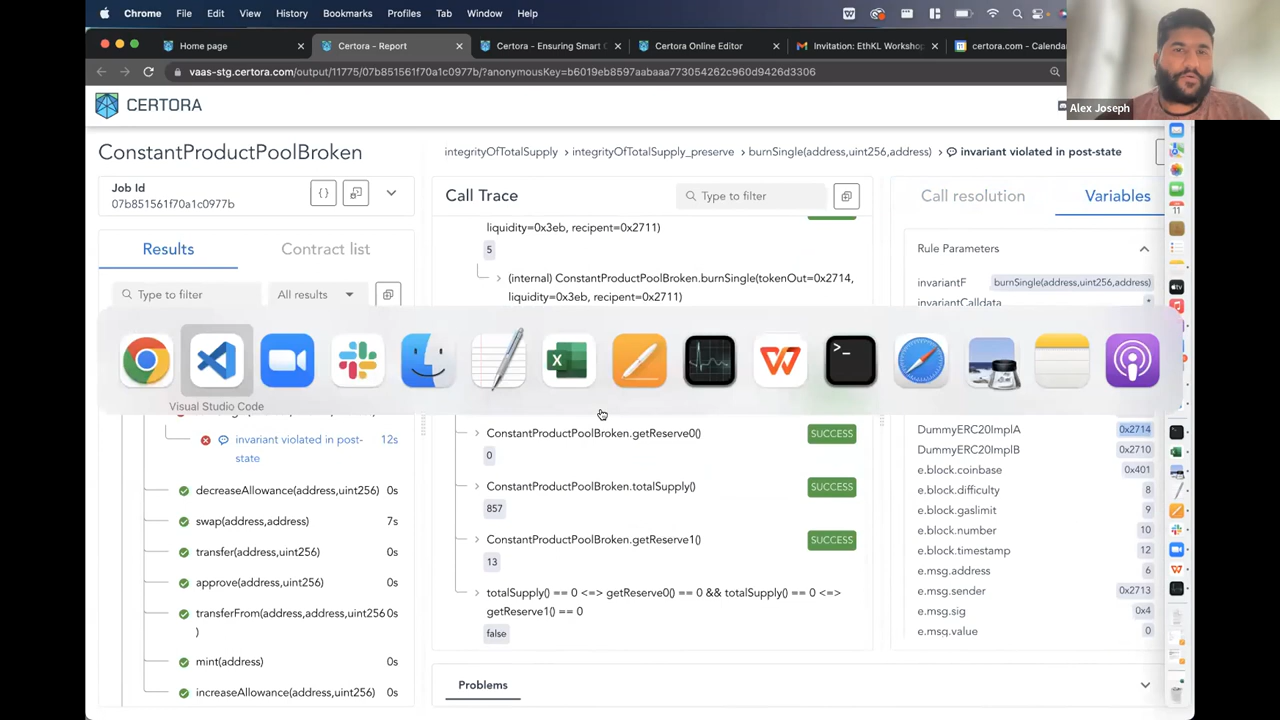 Chrome File Edit View History Bookmarks Profiles Tab Window Help
Home page
Certora - Report
Certora - Ensuring Smart C
Certora Online Editor
Invitation: EthKL Workshop
certora.com - Calenda
vaas-stg.certora.com/output/11775/07b851561f70a1c0977b/?anonymousKey=b6019eb8597aabaaa773054262c960d9426d3306
Alex Joseph
CERTORA
ConstantProductPoolBroken
Job Id
07b851561f70a1c0977b
{}
Results
Contract list
Type to filter
All results
integrityOfTotalSupply > integrityOfTotalSupply_preserve > burnSingle(address,uint256,address) > invariant violated in post-state
Call Trace
Type to filter
liquidity=0x3eb, recipent=0x2711)
5
(internal) ConstantProductPoolBroken.burnSingle(tokenOut=0x2714,
liquidity=0x3eb, recipent=0x2711)
Call resolution
Variables
Rule Parameters
invariantF burnSingle(address,uint256,address)
invariantCalldata
Visual Studio Code
invariant violated in post-
state
12s
decreaseAllowance(address,uint256) 0s
swap(address,address) 7s
transfer(address,uint256) 0s
approve(address,uint256) 0s
transferFrom(address,address,uint256
)
0s
mint(address) 0s
increaseAllowance(address,uint256) 0s
ConstantProductPoolBroken.getReserve0() SUCCESS
0
ConstantProductPoolBroken.totalSupply() SUCCESS
857
ConstantProductPoolBroken.getReserve1() SUCCESS
13
totalSupply() == 0 <=> getReserve0() == 0 && totalSupply() == 0 <=>
getReserve1() == 0
false
Problems
DummyERC20ImplA 0x2714
DummyERC20ImplB 0x2710
e.block.coinbase 0x401
e.block.difficulty 8
e.block.gaslimit 9
e.block.number 10
e.block.timestamp 12
e.msg.address 6
e.msg.sender 0x2713
e.msg.sig 0x4
e.msg.value 0